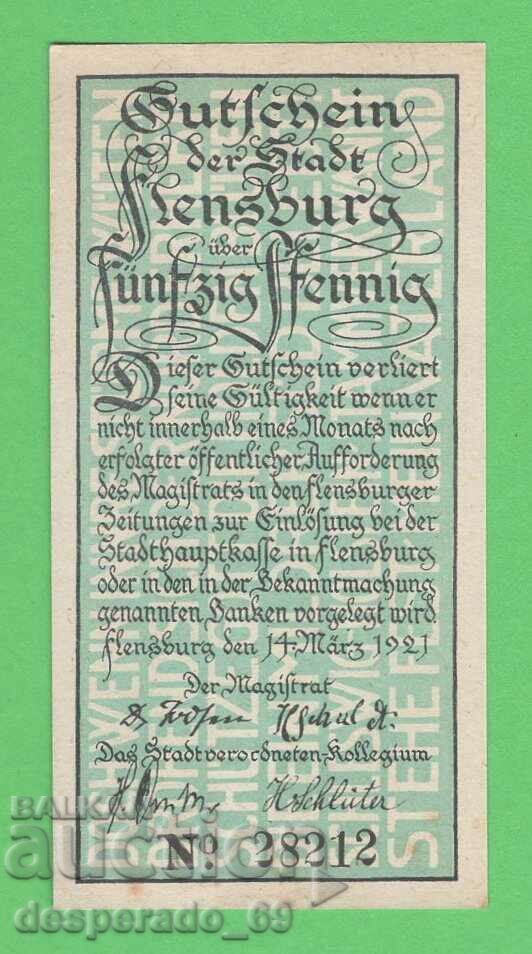 Gutschein
der Stadt
Flensburg
über
fünfzig Pfennig
Dieser Gutschein verliert
seine Gültigkeit wenn er
nicht innerhalb eines Monats nach
erfolgter öffentlicher Aufforderung
des Magistrats in den Flensburger
Zeitungen zur Einlösung bei der
Stadthauptkasse in Flensburg
oder in den in der Bekanntmachung
genannten Banken vorgelegt wird.
Flensburg den 14. März 1921
Der Magistrat
Das Stadtverordneten-Kollegium
H. Schlüter
No 28212
BALKAN
auction
desperado_69